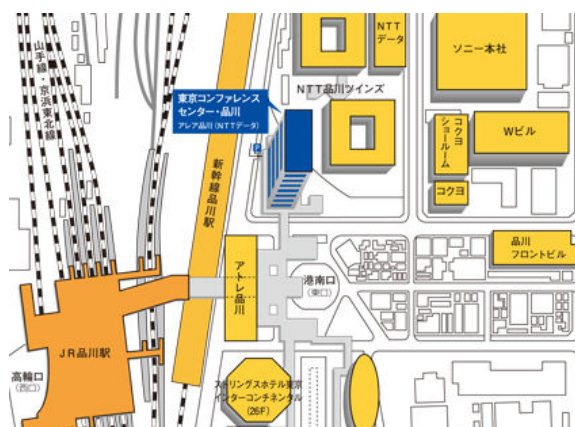 山手線・京浜東北線
NTT
データ
ソニー本社
東京コンファレンス
センター・品川
アレア品川(NTTデータ)
NTT品川ツインズ
コクヨ
ショールーム
Wビル
P
コクヨ
新幹線品川駅
品川
フロントビル
アトレ品川
港南口
(東口)
JR品川駅
高輪口
(西口)
ストリングスホテル東京
インターコンチネンタル
(26F)